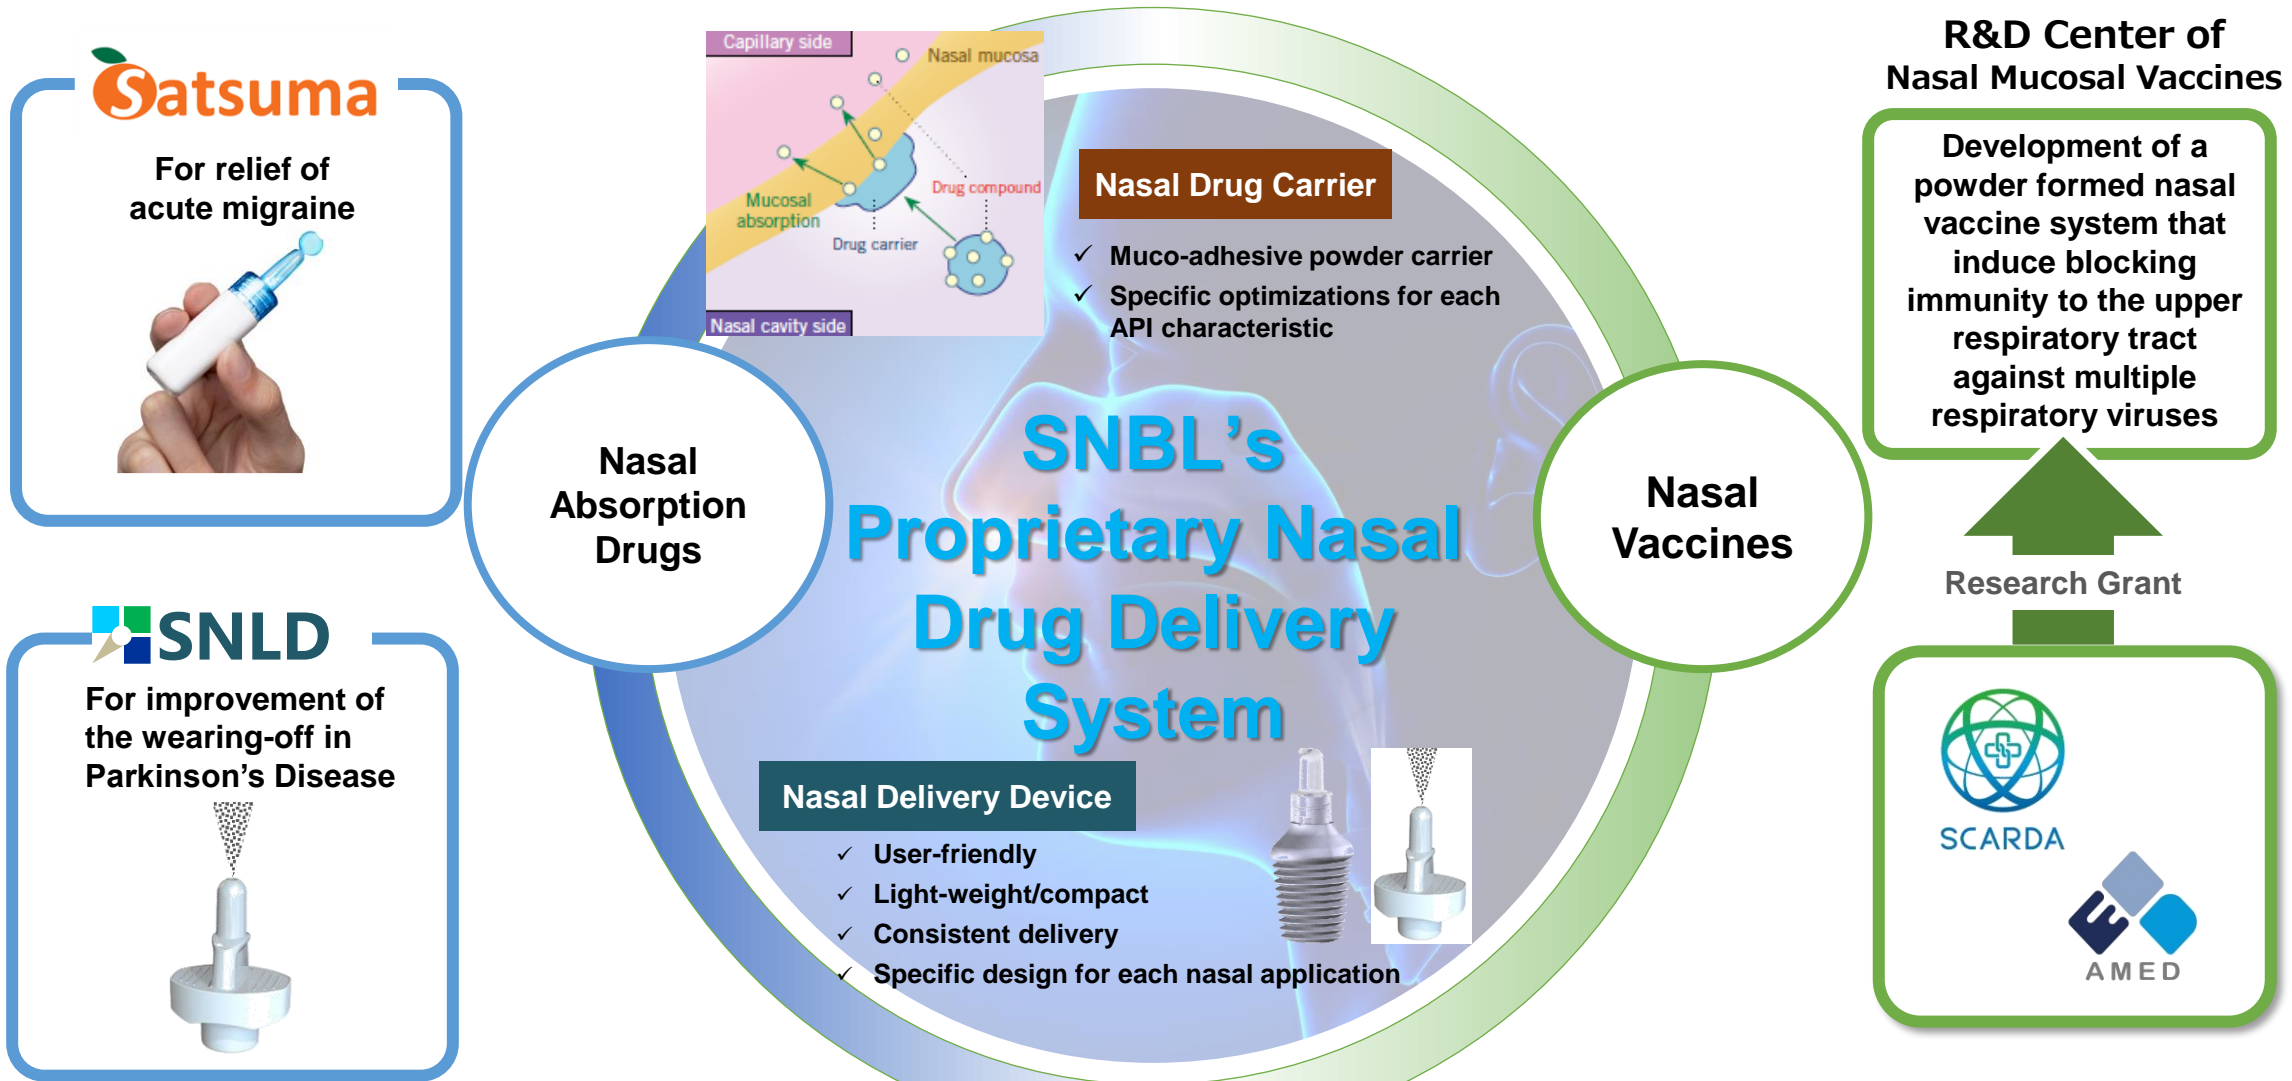 Satsuma
For relief of
acute migraine
SNLD
For improvement of
the wearing-off in
Parkinson's Disease
Nasal
Absorption
Drugs
Capillary side
Nasal mucosa
Mucosal
absorption
Drug compound
Drug carrier
Nasal cavity side
Nasal Drug Carrier
✓ Muco-adhesive powder carrier
✓ Specific optimizations for each
API characteristic
SNBL's
Proprietary Nasal
Drug Delivery
System
Nasal Delivery Device
✓ User-friendly
✓ Light-weight/compact
✓ Consistent delivery
✓ Specific design for each nasal application
Nasal
Vaccines
R&D Center of
Nasal Mucosal Vaccines
Development of a
powder formed nasal
vaccine system that
induce blocking
immunity to the upper
respiratory tract
against multiple
respiratory viruses
Research Grant
SCARDA
AMED